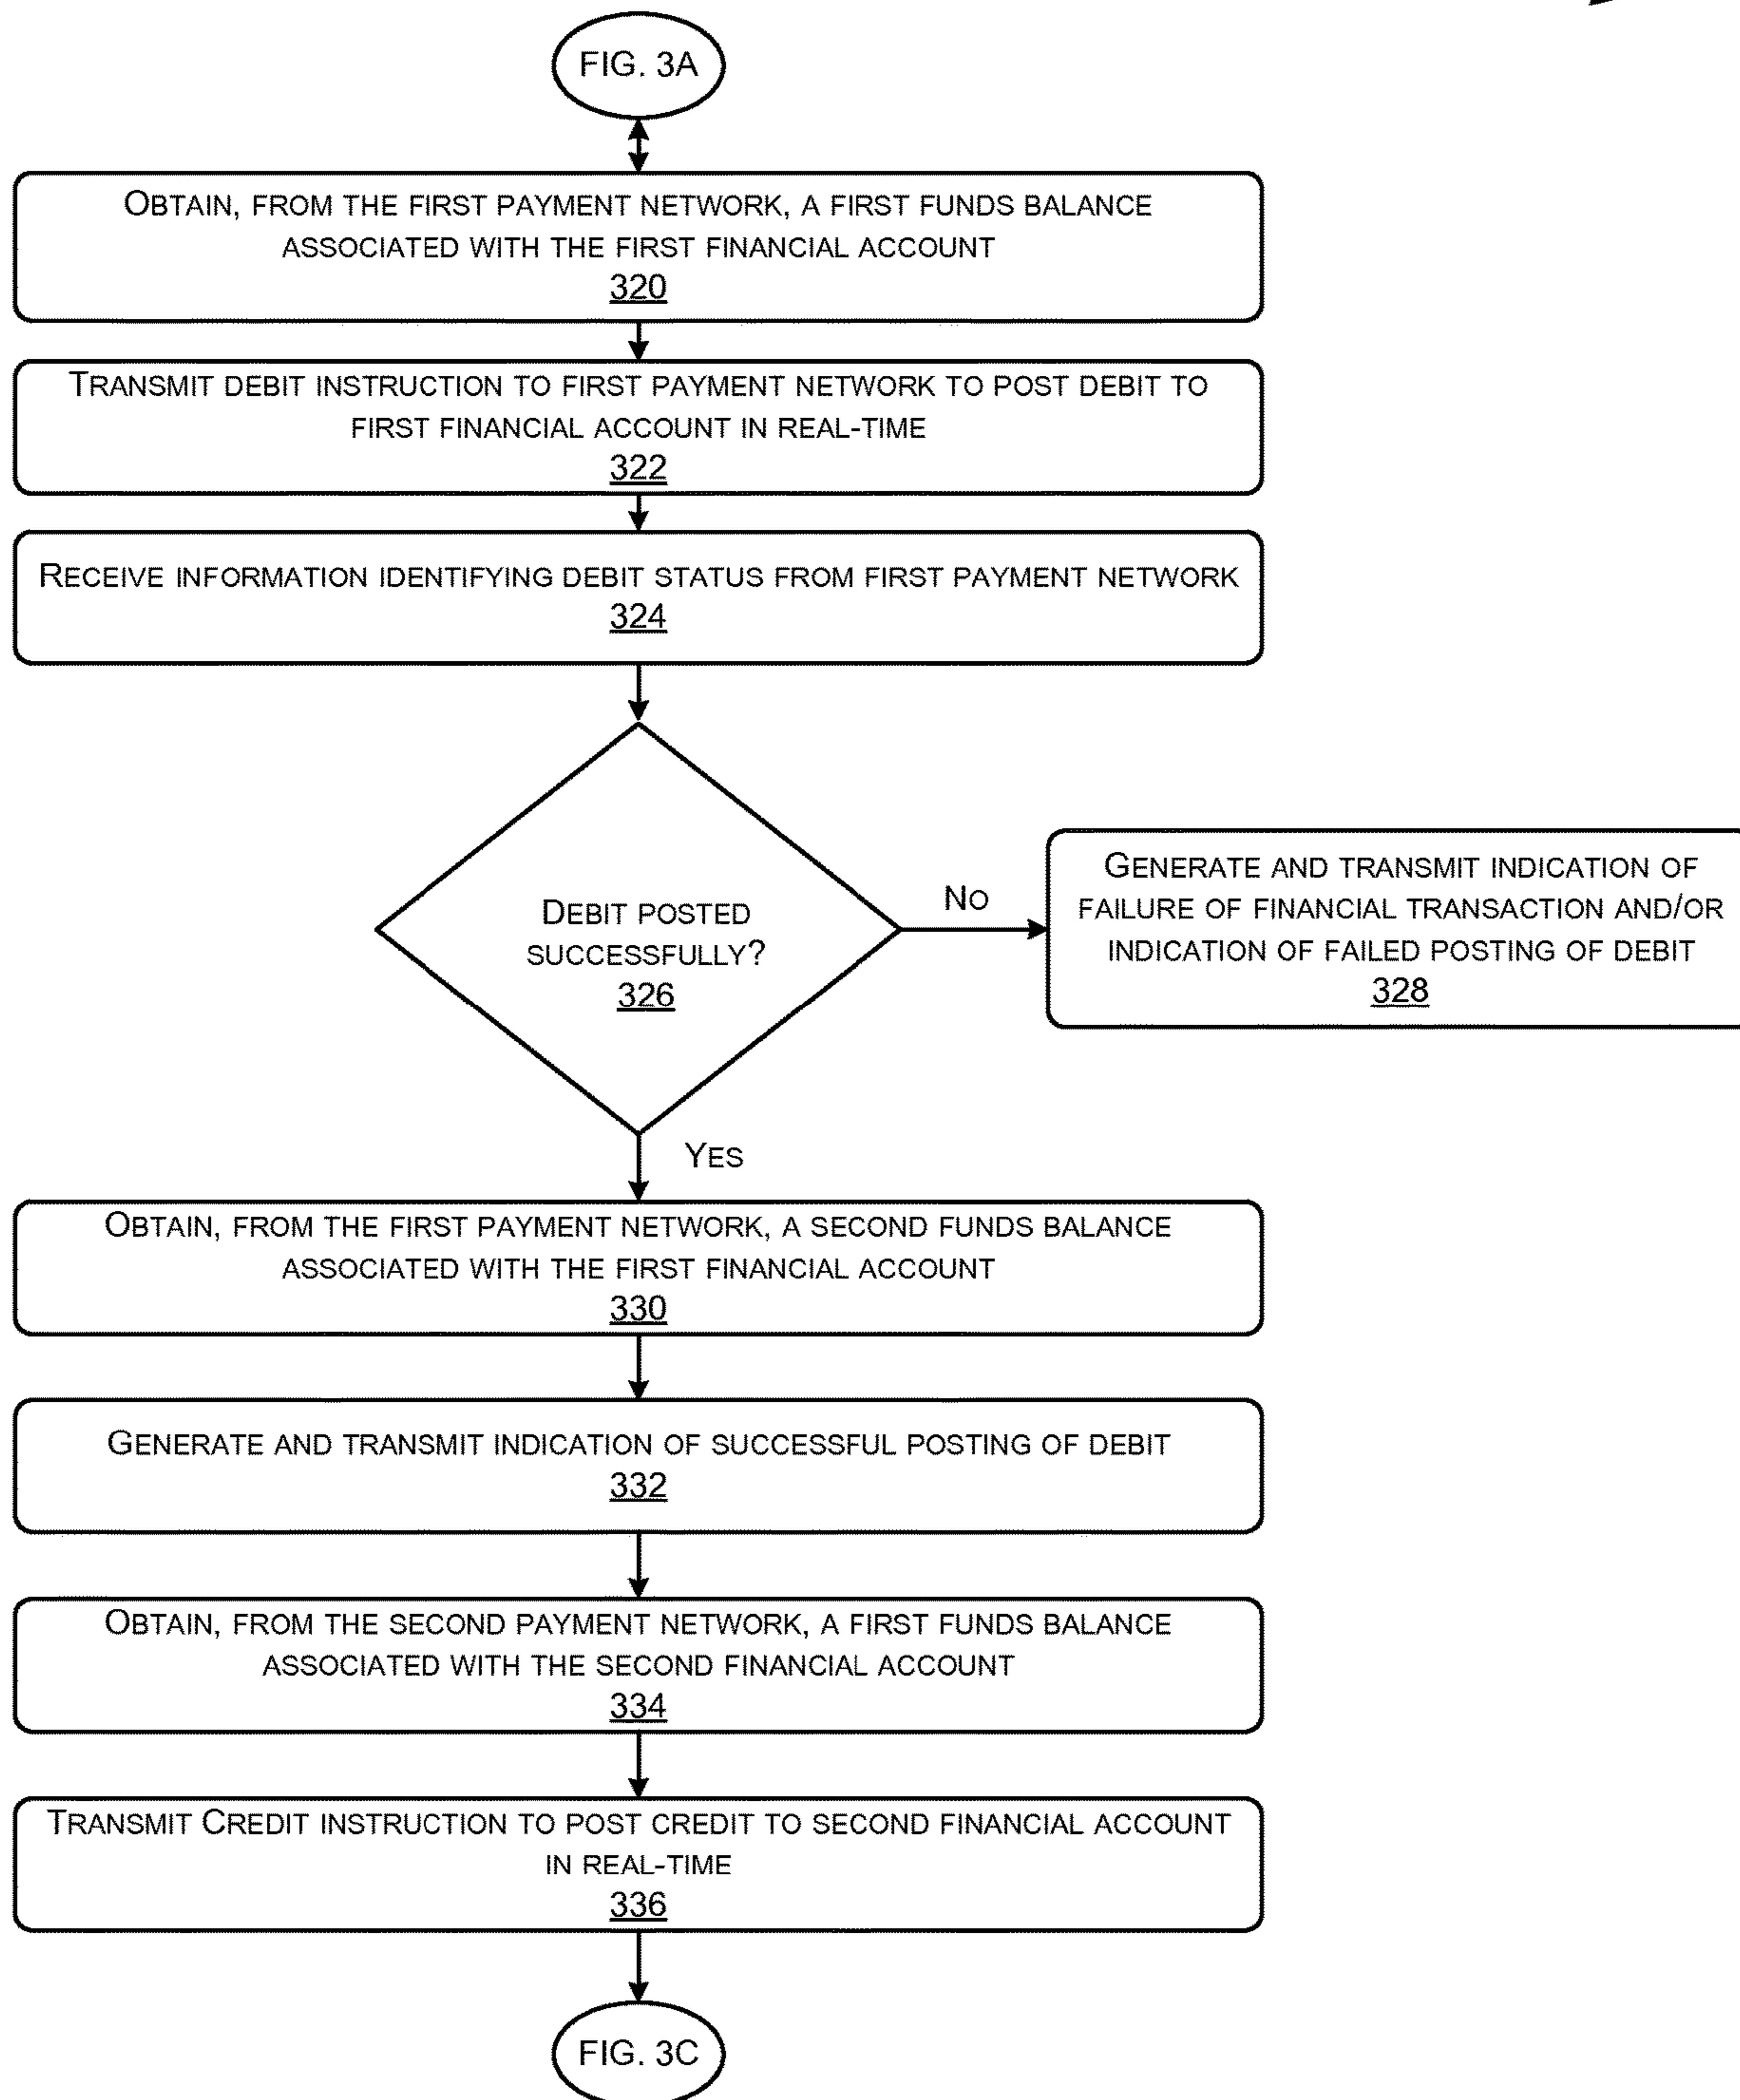 FIG. 3A
OBTAIN, FROM THE FIRST PAYMENT NETWORK, A FIRST FUNDS BALANCE
ASSOCIATED WITH THE FIRST FINANCIAL ACCOUNT
320
TRANSMIT DEBIT INSTRUCTION TO FIRST PAYMENT NETWORK TO POST DEBIT TO
FIRST FINANCIAL ACCOUNT IN REAL-TIME
322
RECEIVE INFORMATION IDENTIFYING DEBIT STATUS FROM FIRST PAYMENT NETWORK
324
DEBIT POSTED
SUCCESSFULLY?
326
NO
GENERATE AND TRANSMIT INDICATION OF
FAILURE OF FINANCIAL TRANSACTION AND/OR
INDICATION OF FAILED POSTING OF DEBIT
328
YES
OBTAIN, FROM THE FIRST PAYMENT NETWORK, A SECOND FUNDS BALANCE
ASSOCIATED WITH THE FIRST FINANCIAL ACCOUNT
330
GENERATE AND TRANSMIT INDICATION OF SUCCESSFUL POSTING OF DEBIT
332
OBTAIN, FROM THE SECOND PAYMENT NETWORK, A FIRST FUNDS BALANCE
ASSOCIATED WITH THE SECOND FINANCIAL ACCOUNT
334
TRANSMIT CREDIT INSTRUCTION TO POST CREDIT TO SECOND FINANCIAL ACCOUNT
IN REAL-TIME
336
FIG. 3C